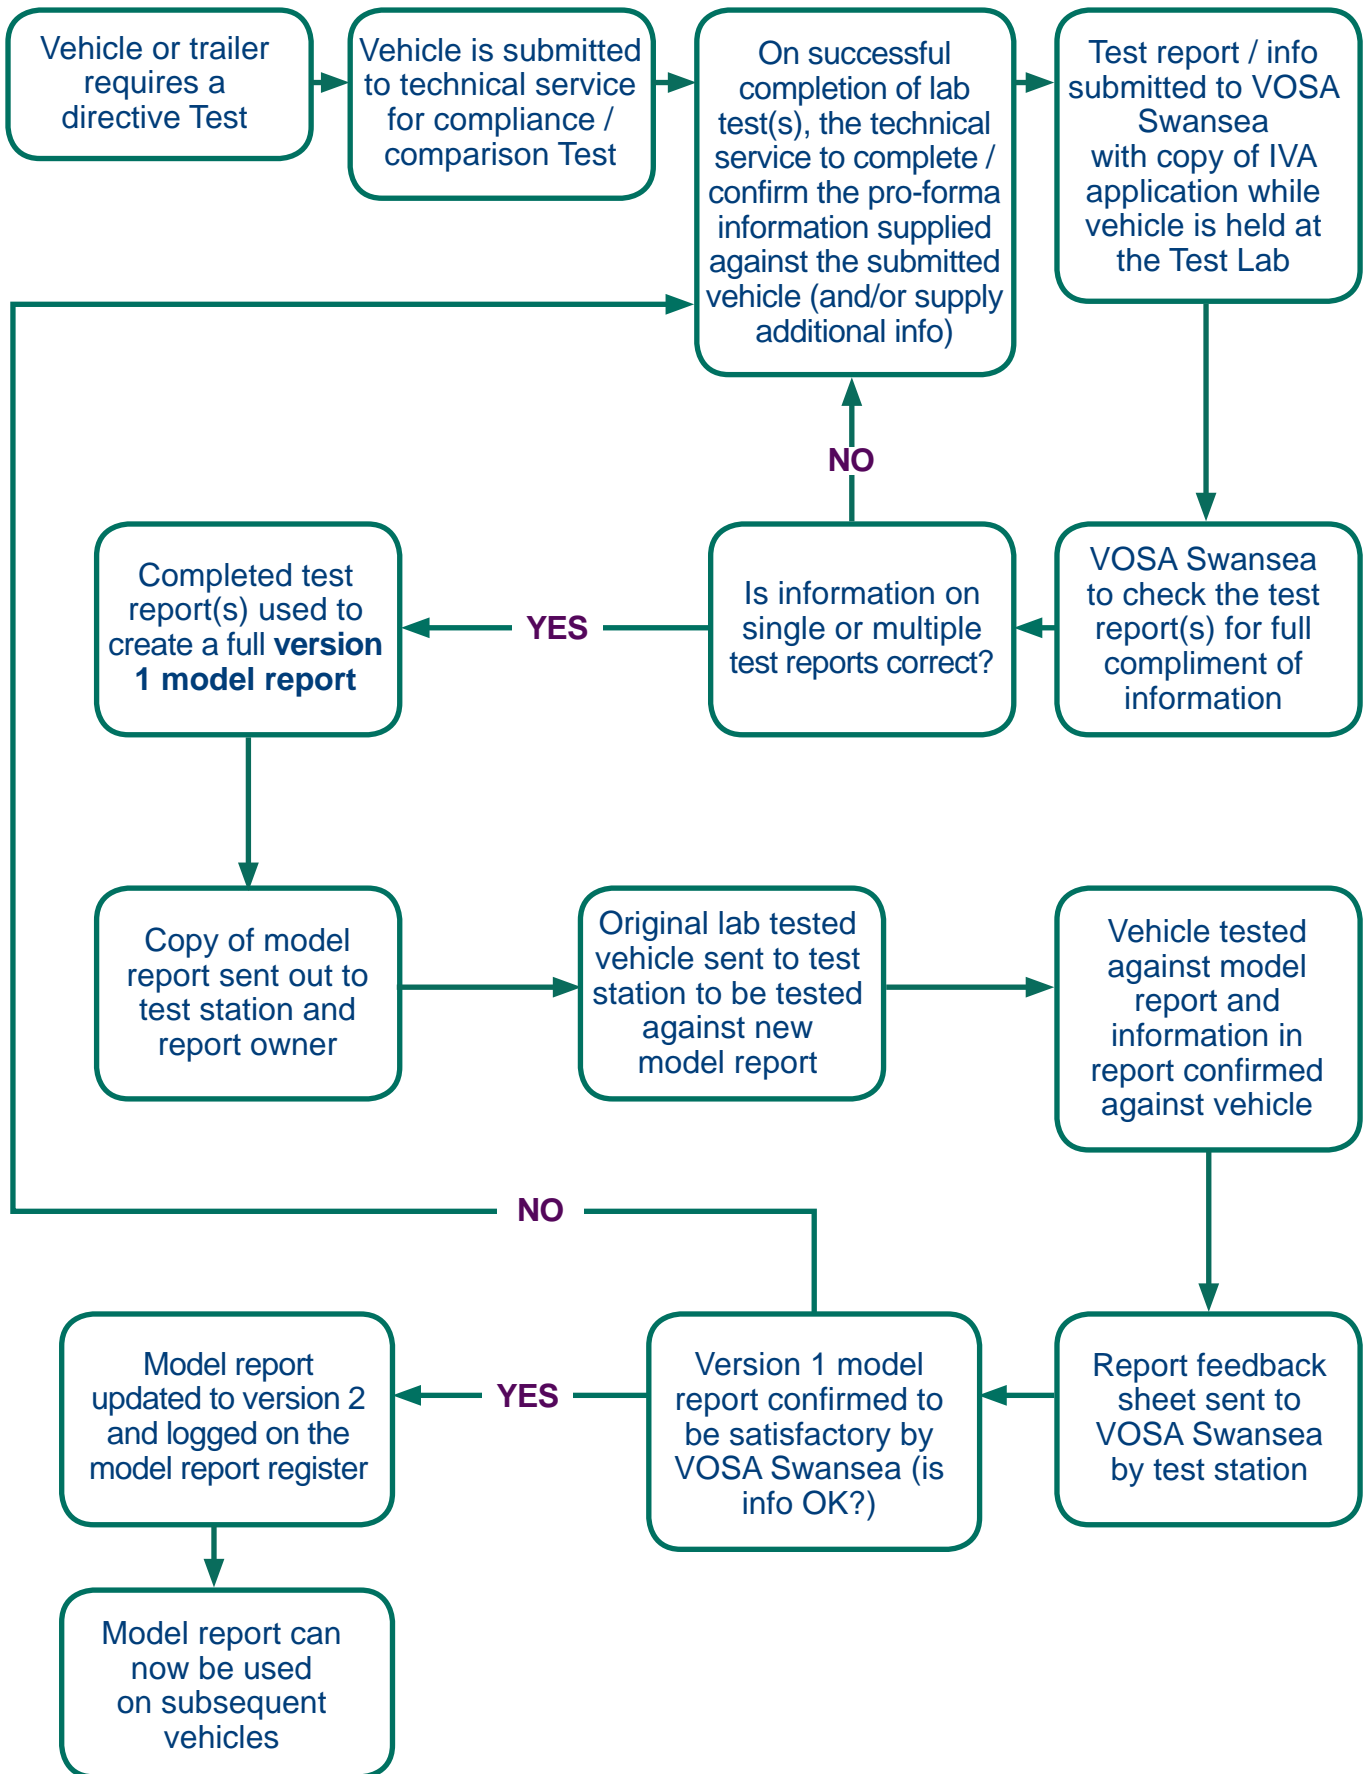 Vehicle or trailer
requires a
directive Test
Vehicle is submitted
to technical service
for compliance /
comparison Test
On successful
completion of lab
test(s), the technical
service to complete /
confirm the pro-forma
information supplied
against the submitted
vehicle (and/or supply
additional info)
Test report / info
submitted to VOSA
Swansea
with copy of IVA
application while
vehicle is held at
the Test Lab
NO
VOSA Swansea
to check the test
report(s) for full
compliment of
information
Is information on
single or multiple
test reports correct?
YES
Completed test
report(s) used to
create a full version
1 model report
Copy of model
report sent out to
test station and
report owner
Original lab tested
vehicle sent to test
station to be tested
against new
model report
Vehicle tested
against model
report and
information in
report confirmed
against vehicle
NO
Report feedback
sheet sent to
VOSA Swansea
by test station
Version 1 model
report confirmed to
be satisfactory by
VOSA Swansea (is
info OK?)
YES
Model report
updated to version 2
and logged on the
model report register
Model report can
now be used
on subsequent
vehicles